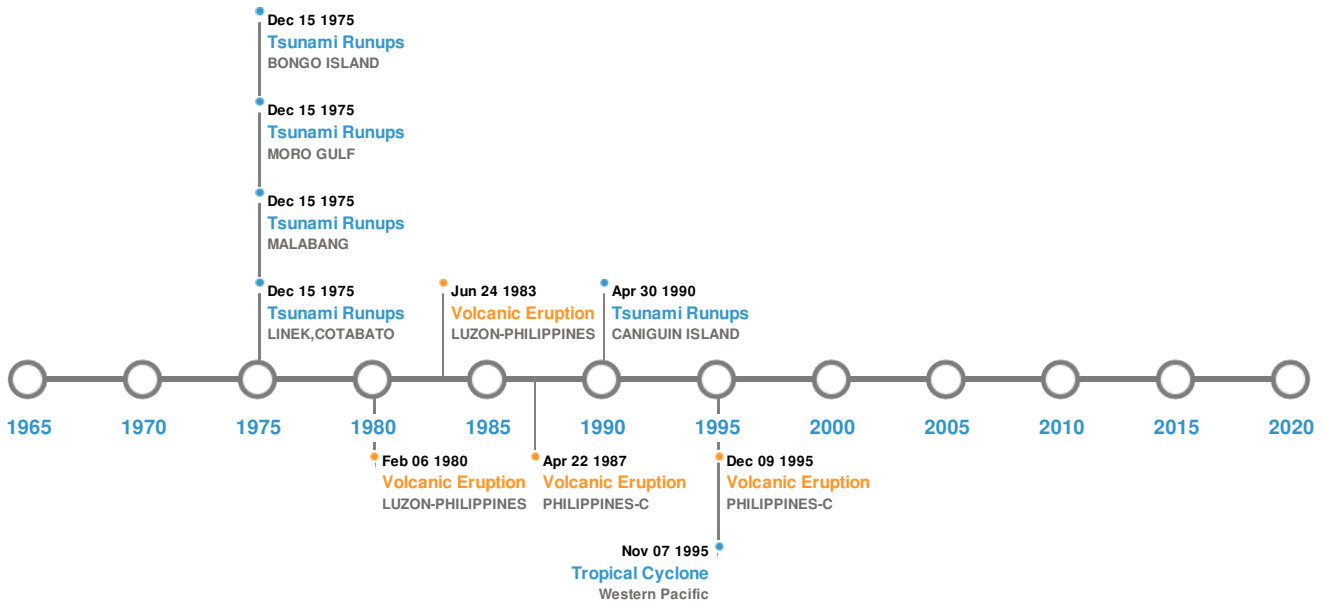 Dec 15 1975
Tsunami Runups
BONGO ISLAND
Dec 15 1975
Tsunami Runups
MORO GULF
Dec 15 1975
Tsunami Runups
MALABANG
Dec 15 1975
Tsunami Runups
LINEK,COTABATO
Jun 24 1983
Volcanic Eruption
LUZON-PHILIPPINES
Apr 30 1990
Tsunami Runups
CANIGUIN ISLAND
1965 1970 1975 1980 1985 1990 1995 2000 2005 2010 2015 2020
Feb 06 1980
Volcanic Eruption
LUZON-PHILIPPINES
Apr 22 1987
Volcanic Eruption
PHILIPPINES-C
Dec 09 1995
Volcanic Eruption
PHILIPPINES-C
Nov 07 1995
Tropical Cyclone
Western Pacific